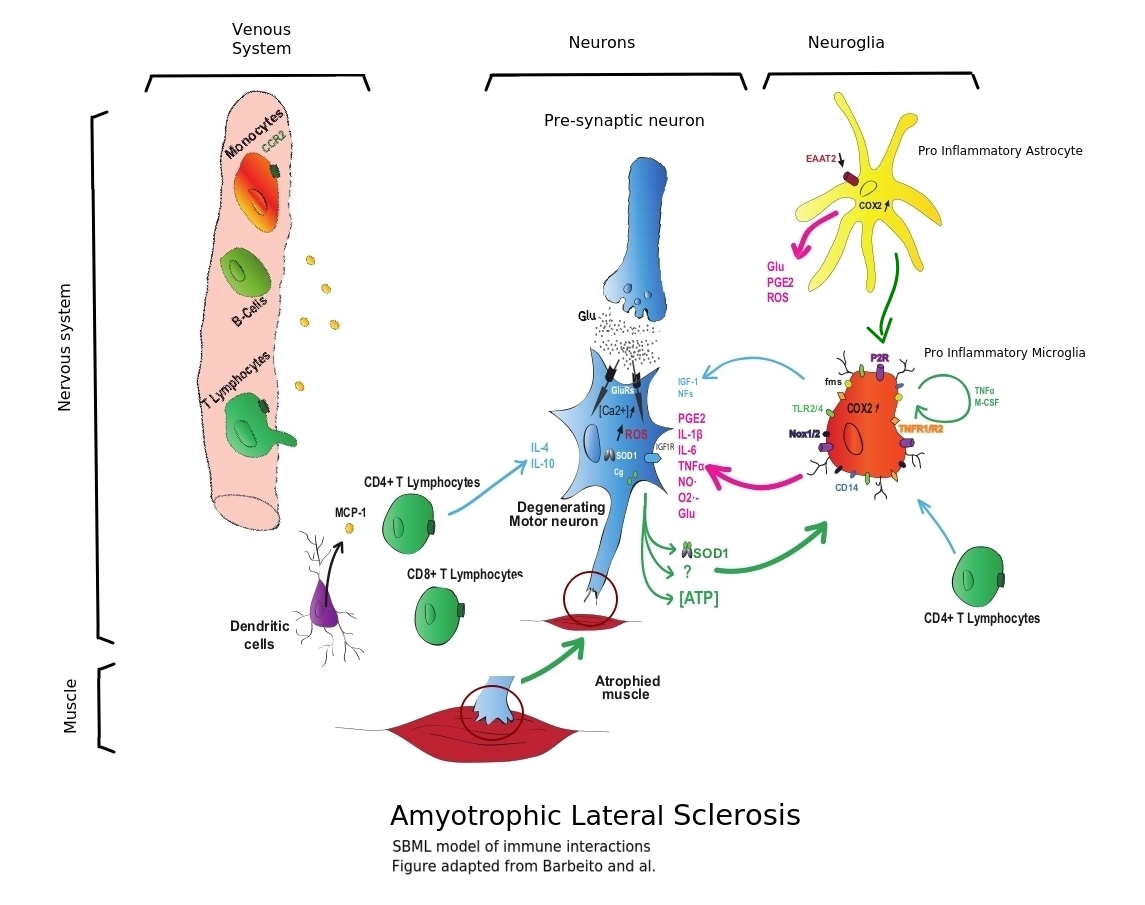 Venous
System
Neurons
Neuroglia
Nervous system
Muscle
Monocytes
CCR2
B-Cells
T Lymphocytes
MCP-1
Dendritic
cells
CD4+ T Lymphocytes
CD8+ T Lymphocytes
IL-4
IL-10
Pre-synaptic neuron
Glu
GluRs
[Ca2+]
ROS
SOD1
Cg
IGF1R
Degenerating
Motor neuron
IGF-1
NFs
PGE2
IL-1β
IL-6
TNFα
NO·
O2·-
Glu
SOD1
?
[ATP]
Pro Inflammatory Astrocyte
EAAT2
COX2
Glu
PGE2
ROS
Pro Inflammatory Microglia
P2R
fms
TLR2/4
COX2
Nox1/2
TNFR1/R2
CD14
TNFα
M-CSF
CD4+ T Lymphocytes
Atrophied
muscle
Amyotrophic Lateral Sclerosis
SBML model of immune interactions
Figure adapted from Barbeito and al.